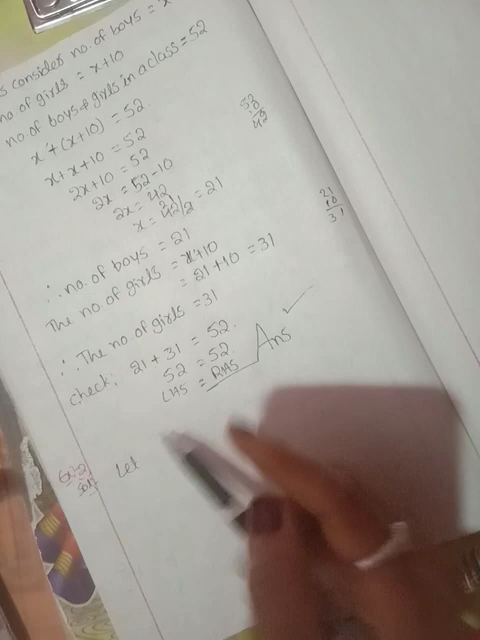 s consider no. of boys = x
no of girls = x+10
no of boys & girls in a class = 52
x + (x+10) = 52
x + x + 10 = 52
2x+10 = 52
2x = 52-10
2x = 42
x = 42/2 = 21
52
42
∴ no. of boys = 21
The no of girls = x+10
= 21+10 = 31
21
10
31
∴ The no of girls = 31
check: 21 + 31 = 52.
52 = 52
LHS = RHS
Ans
Let